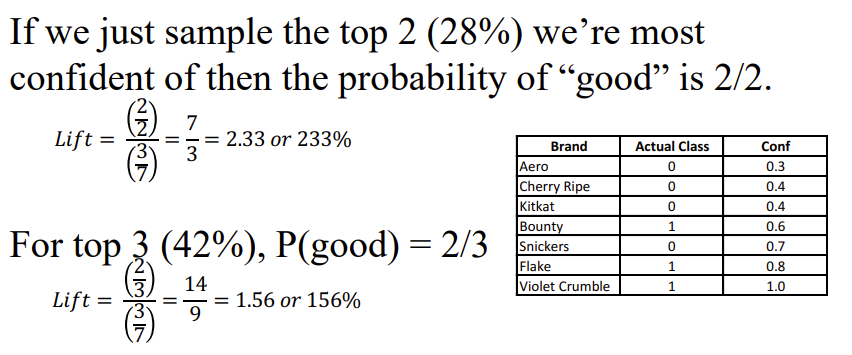 If we just sample the top 2 (28%) we’re most
confident of then the probability of “good” is 2/2.
Lift = (2/2) / (3/7) = 7/3 = 2.33 or 233%
For top 3 (42%), P(good) = 2/3
Lift = (2/3) / (3/7) = 14/9 = 1.56 or 156%
Brand Actual Class Conf
Aero 0 0.3
Cherry Ripe 0 0.4
Kitkat 0 0.4
Bounty 1 0.6
Snickers 0 0.7
Flake 1 0.8
Violet Crumble 1 1.0